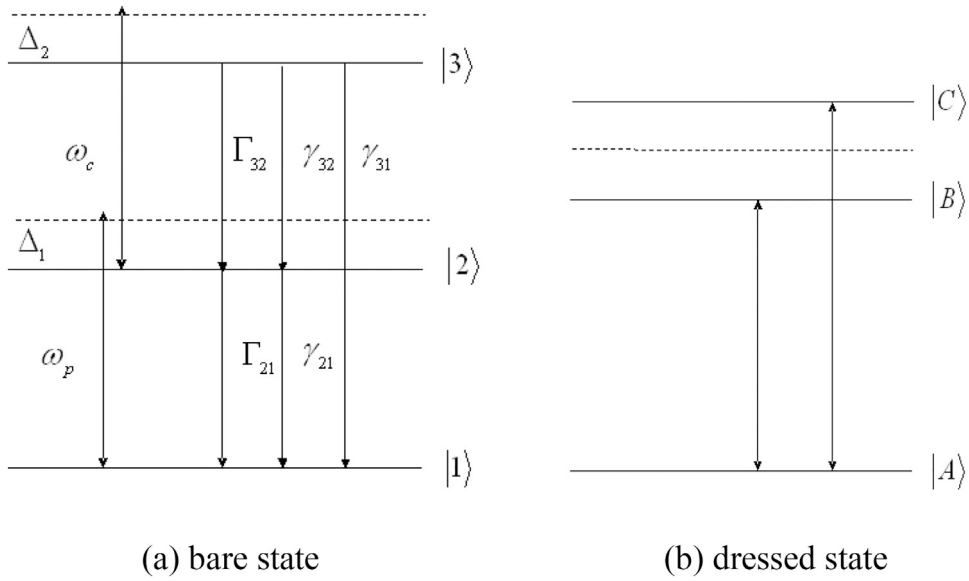 Δ₂
|3⟩
|C⟩
ω_c
Γ₃₂
γ₃₂
γ₃₁
|B⟩
Δ₁
|2⟩
ω_p
Γ₂₁
γ₂₁
|1⟩
|A⟩
(a) bare state
(b) dressed state